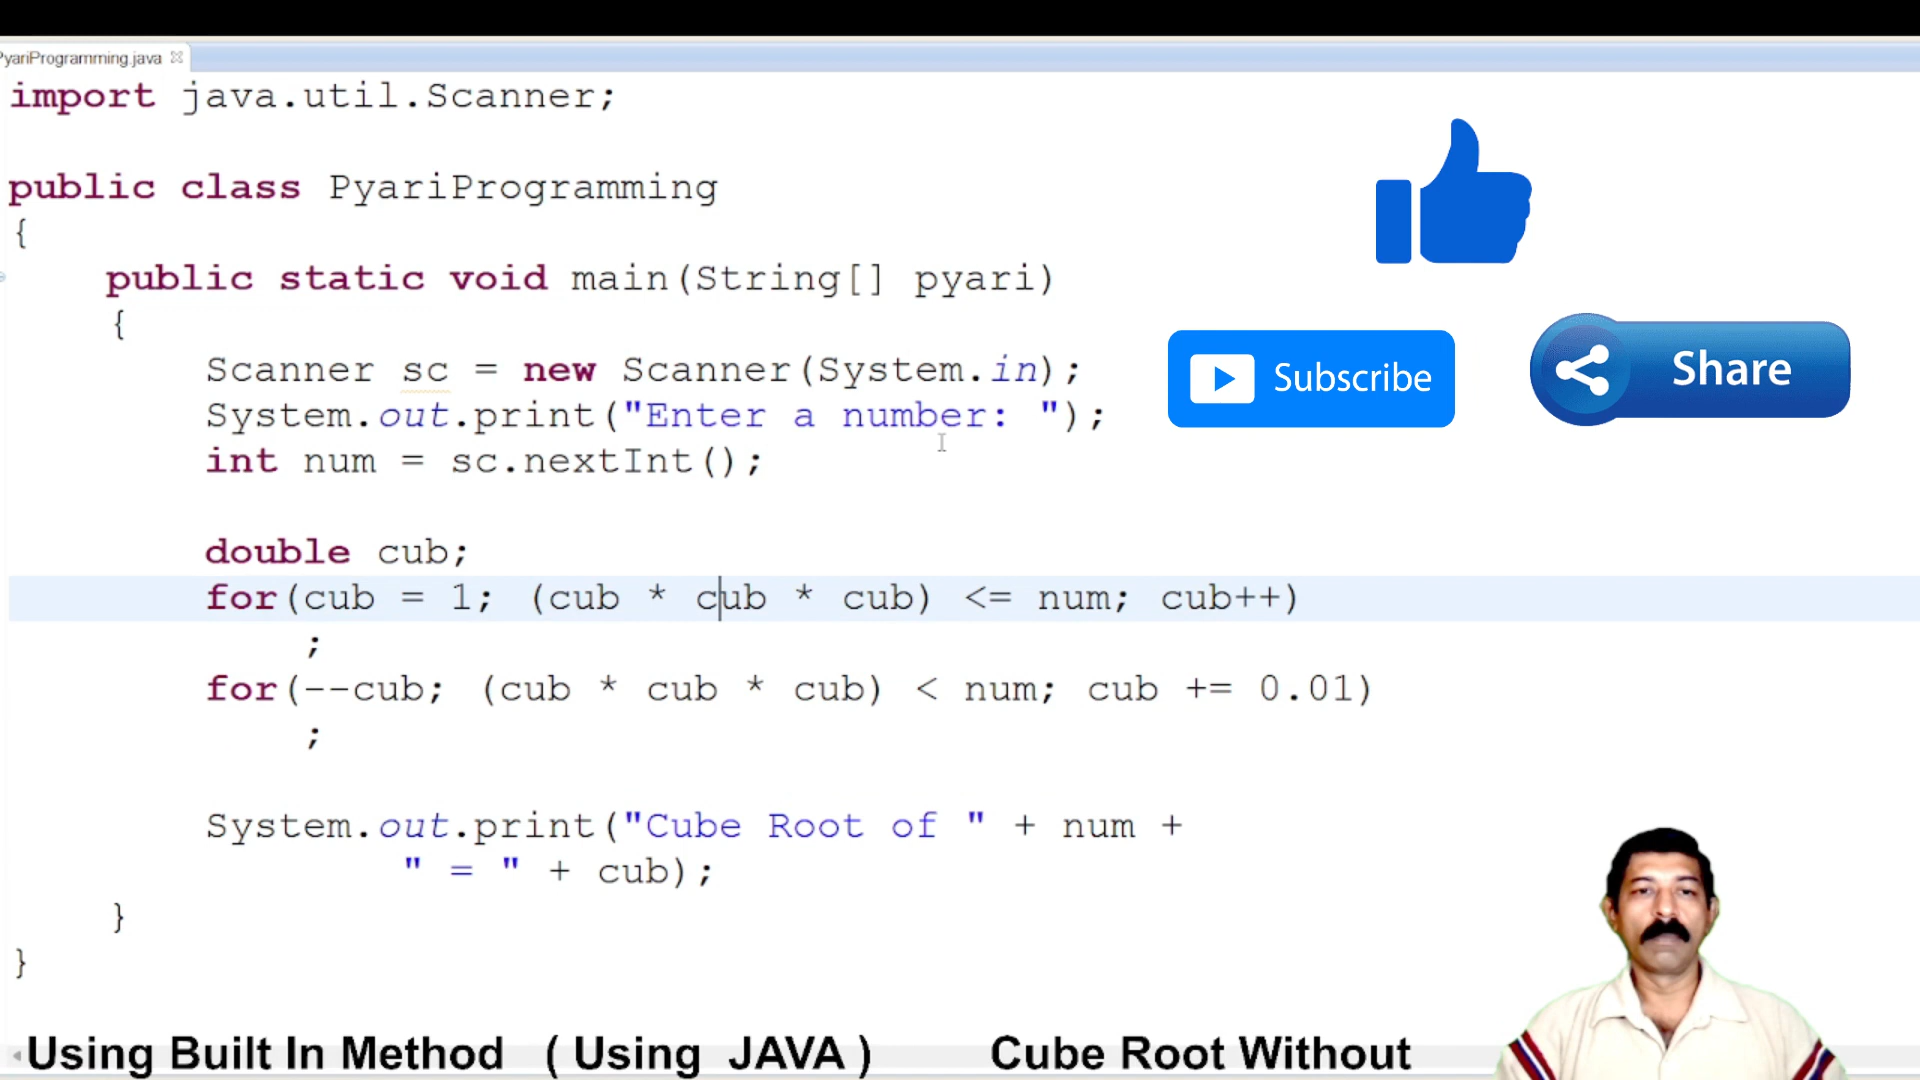 PyariProgramming.java
import java.util.Scanner;
public class PyariProgramming
{
public static void main(String[] pyari)
{
Scanner sc = new Scanner(System.in);
System.out.print("Enter a number: ");
int num = sc.nextInt();
double cub;
for(cub = 1; (cub * cub * cub) <= num; cub++)
;
for(--cub; (cub * cub * cub) < num; cub += 0.01)
;
System.out.print("Cube Root of " + num +
" = " + cub);
}
}
Subscribe
Share
Using Built In Method ( Using JAVA ) Cube Root Without